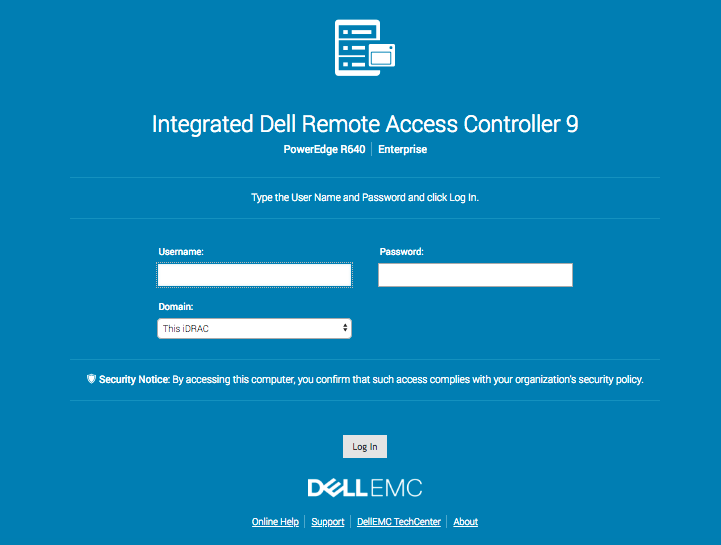 Integrated Dell Remote Access Controller 9
PowerEdge R640 | Enterprise
Type the User Name and Password and click Log In.
Username: Password:
Domain:
This iDRAC
Security Notice: By accessing this computer, you confirm that such access complies with your organization's security policy.
Log In
DELLEMC
Online Help | Support | DellEMC TechCenter | About